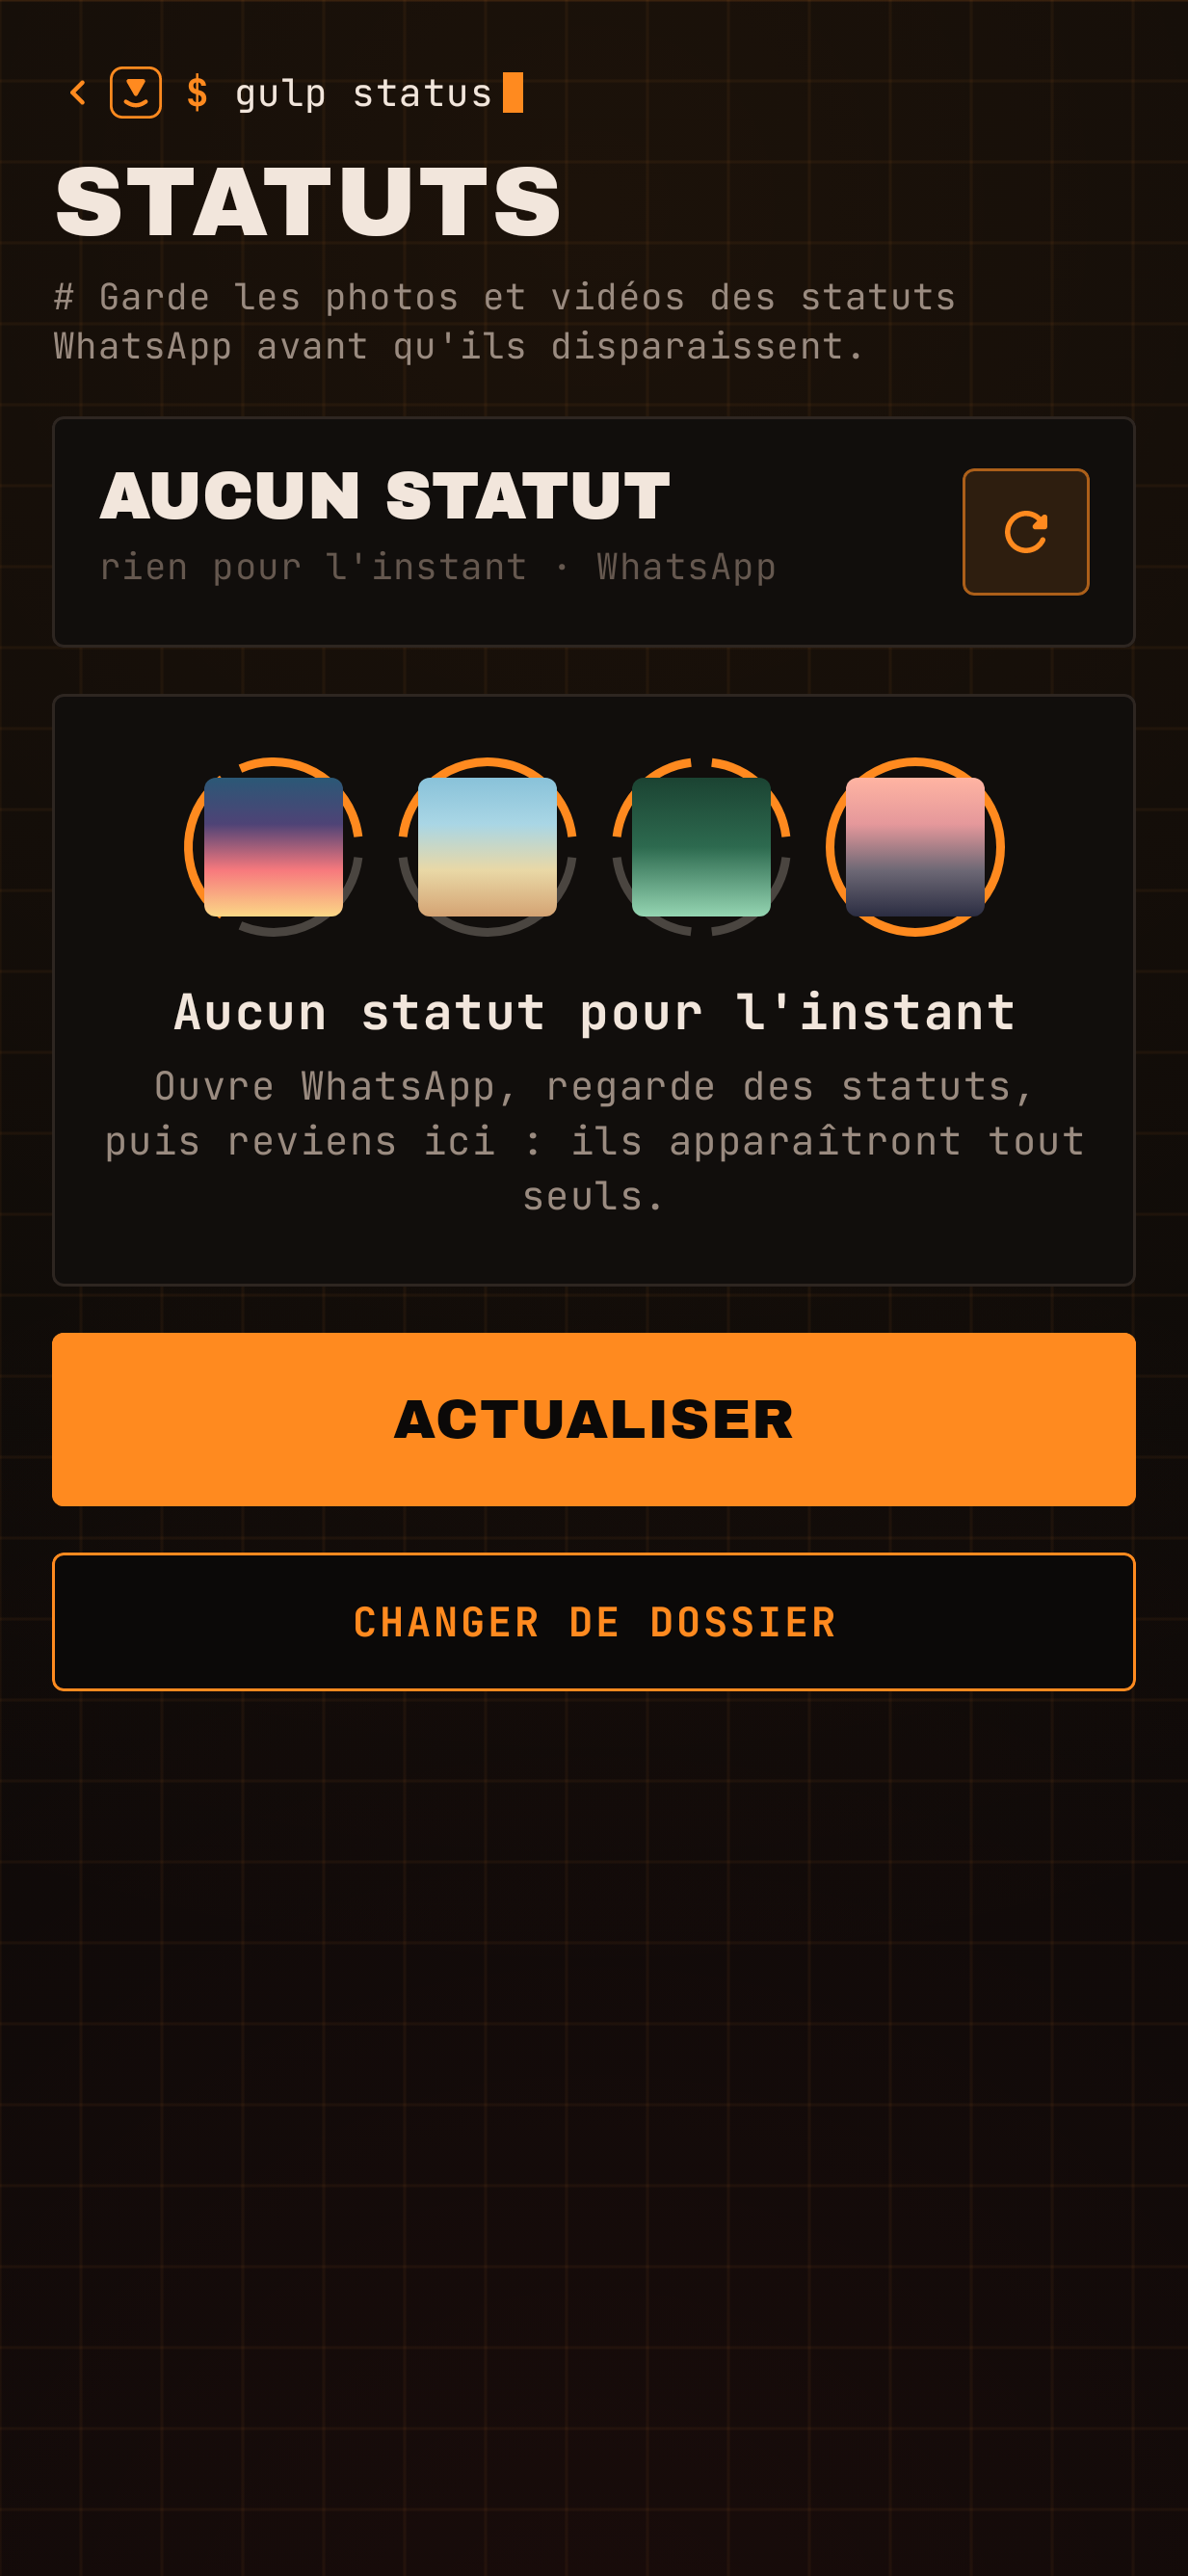 $ gulp status
STATUTS
# Garde les photos et vidéos des statuts
WhatsApp avant qu'ils disparaissent.
AUCUN STATUT
rien pour l'instant · WhatsApp
Aucun statut pour l'instant
Ouvre WhatsApp, regarde des statuts,
puis reviens ici : ils apparaîtront tout
seuls.
ACTUALISER
CHANGER DE DOSSIER